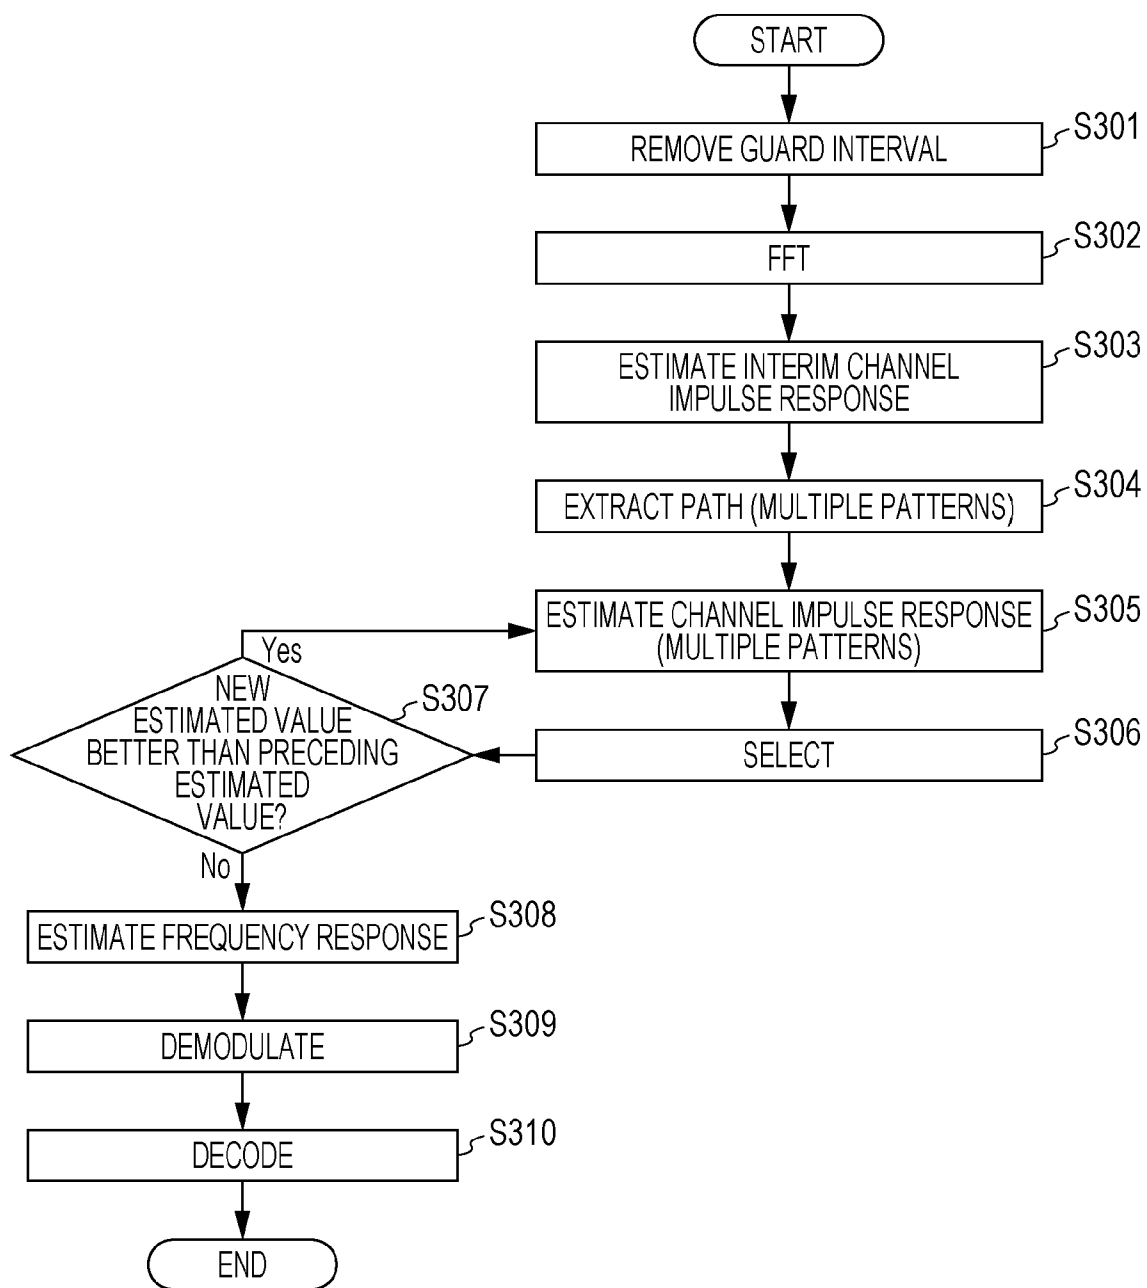 START
S301
REMOVE GUARD INTERVAL
S302
FFT
S303
ESTIMATE INTERIM CHANNEL
IMPULSE RESPONSE
S304
EXTRACT PATH (MULTIPLE PATTERNS)
S305
ESTIMATE CHANNEL IMPULSE RESPONSE
(MULTIPLE PATTERNS)
S306
SELECT
Yes
S307
NEW
ESTIMATED VALUE
BETTER THAN PRECEDING
ESTIMATED
VALUE?
No
S308
ESTIMATE FREQUENCY RESPONSE
S309
DEMODULATE
S310
DECODE
END